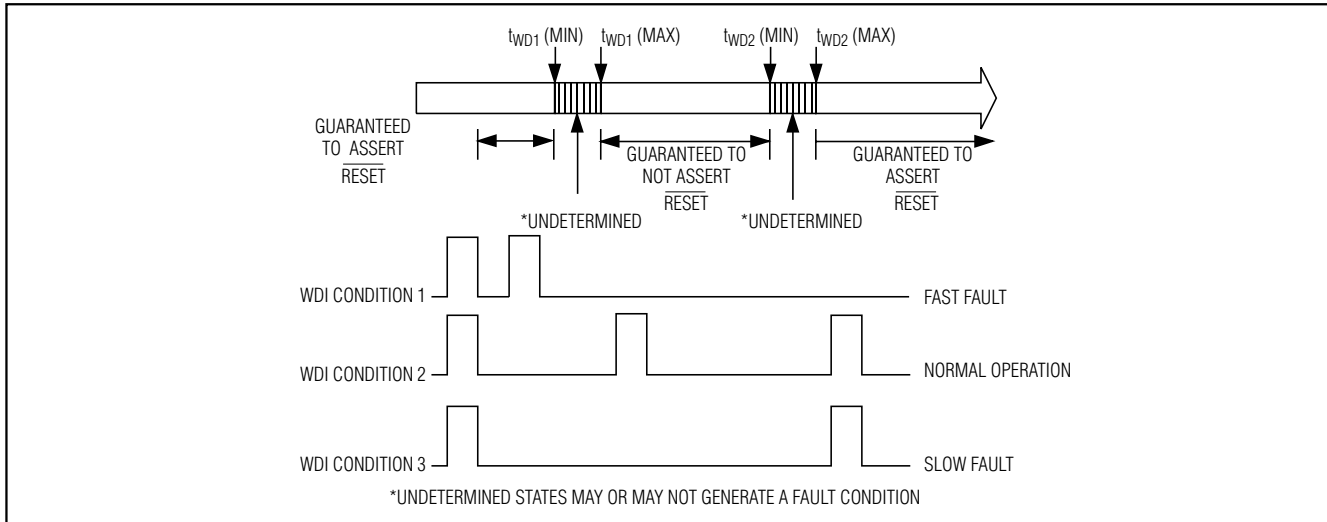 tWD1 (MIN) tWD1 (MAX) tWD2 (MIN) tWD2 (MAX)
GUARANTEED
TO ASSERT
RESET
GUARANTEED TO
NOT ASSERT
RESET
GUARANTEED TO
ASSERT
RESET
*UNDETERMINED
*UNDETERMINED
WDI CONDITION 1
FAST FAULT
WDI CONDITION 2
NORMAL OPERATION
WDI CONDITION 3
SLOW FAULT
*UNDETERMINED STATES MAY OR MAY NOT GENERATE A FAULT CONDITION